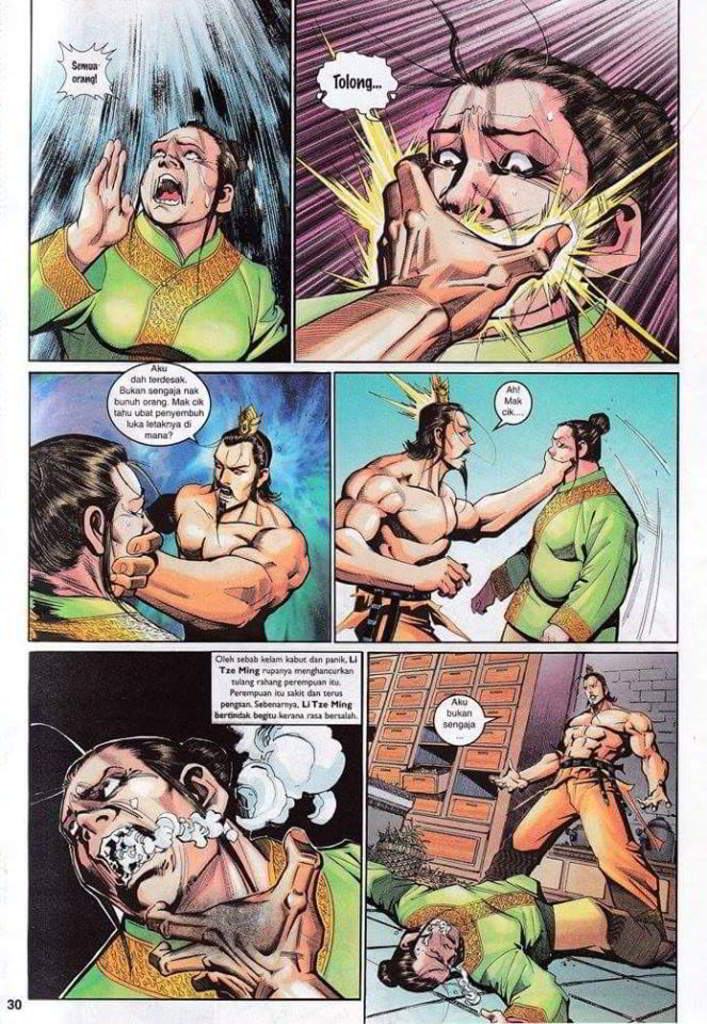 Semua
orang!
Tolong...
Aku
dah terdesak.
Bukan sengaja nak
bunuh orang. Mak cik
tahu ubat penyembuh
luka letaknya di
mana?
Ah!
Mak
cik....
Oleh sebab kelam kabut dan panik, Li
Tze Ming rupanya menghancurkan
tulang rahang perempuan itu.
Perempuan itu sakit dan terus
pengsan. Sebenarnya, Li Tze Ming
bertindak begitu kerana rasa bersalah.
Aku
bukan
sengaja
...
30